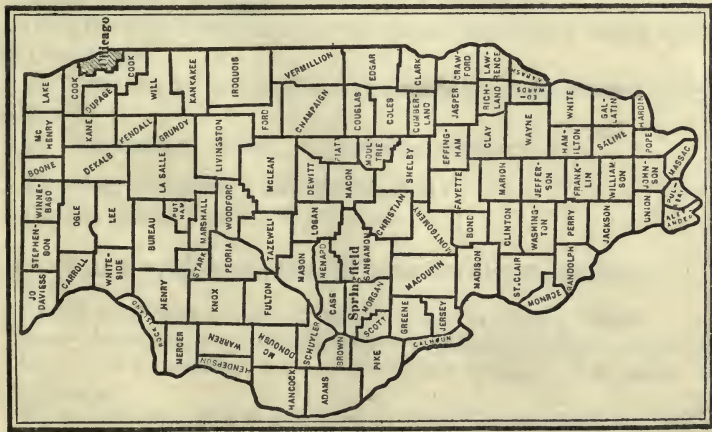 JO
DAVIESS
STEPHEN-
SON
WINNE-
BAGO
BOONE
MC
HENRY
LAKE
CARROLL
OGLE
DEKALB
KANE
COOK
DUPAGE
COOK
Chicago
WHITE-
SIDE
LEE
KENDALL
WILL
ROCK ISLAND
HENRY
BUREAU
LA SALLE
GRUNDY
KANKAKEE
MERCER
PUT-
NAM
STARK
MARSHALL
LIVINGSTON
IROQUOIS
HENDERSON
WARREN
KNOX
PEORIA
WOODFORD
FORD
HANCOCK
MC
DONOUGH
FULTON
TAZEWELL
MCLEAN
CHAMPAIGN
VERMILLION
ADAMS
SCHUYLER
MASON
LOGAN
DEWITT
PIAT
BROWN
CASS
MENARD
MACON
MOUL-
TRIE
DOUGLAS
EDGAR
PIKE
SCOTT
MORGAN
Springfield
SANGAMON
CHRISTIAN
SHELBY
COLES
CUMBER-
LAND
CLARK
CALHOUN
GREENE
JERSEY
MACOUPIN
MONTGOMERY
FAYETTE
EFFING-
HAM
JASPER
CRAW-
FORD
MADISON
BOND
CLAY
RICH-
LAND
LAW-
RENCE
ST.CLAIR
CLINTON
MARION
WAYNE
EDI
WARDS
WABASH
MONROE
WASHING-
TON
JEFFER-
SON
HAM-
ILTON
WHITE
RANDOLPH
PERRY
FRANK-
LIN
SALINE
GAL-
LATIN
JACKSON
WILLIAM
SON
HARDIN
UNION
JOHN-
SON
POPE
ALEX-
ANDER
PUL-
ASKI
MASSAC